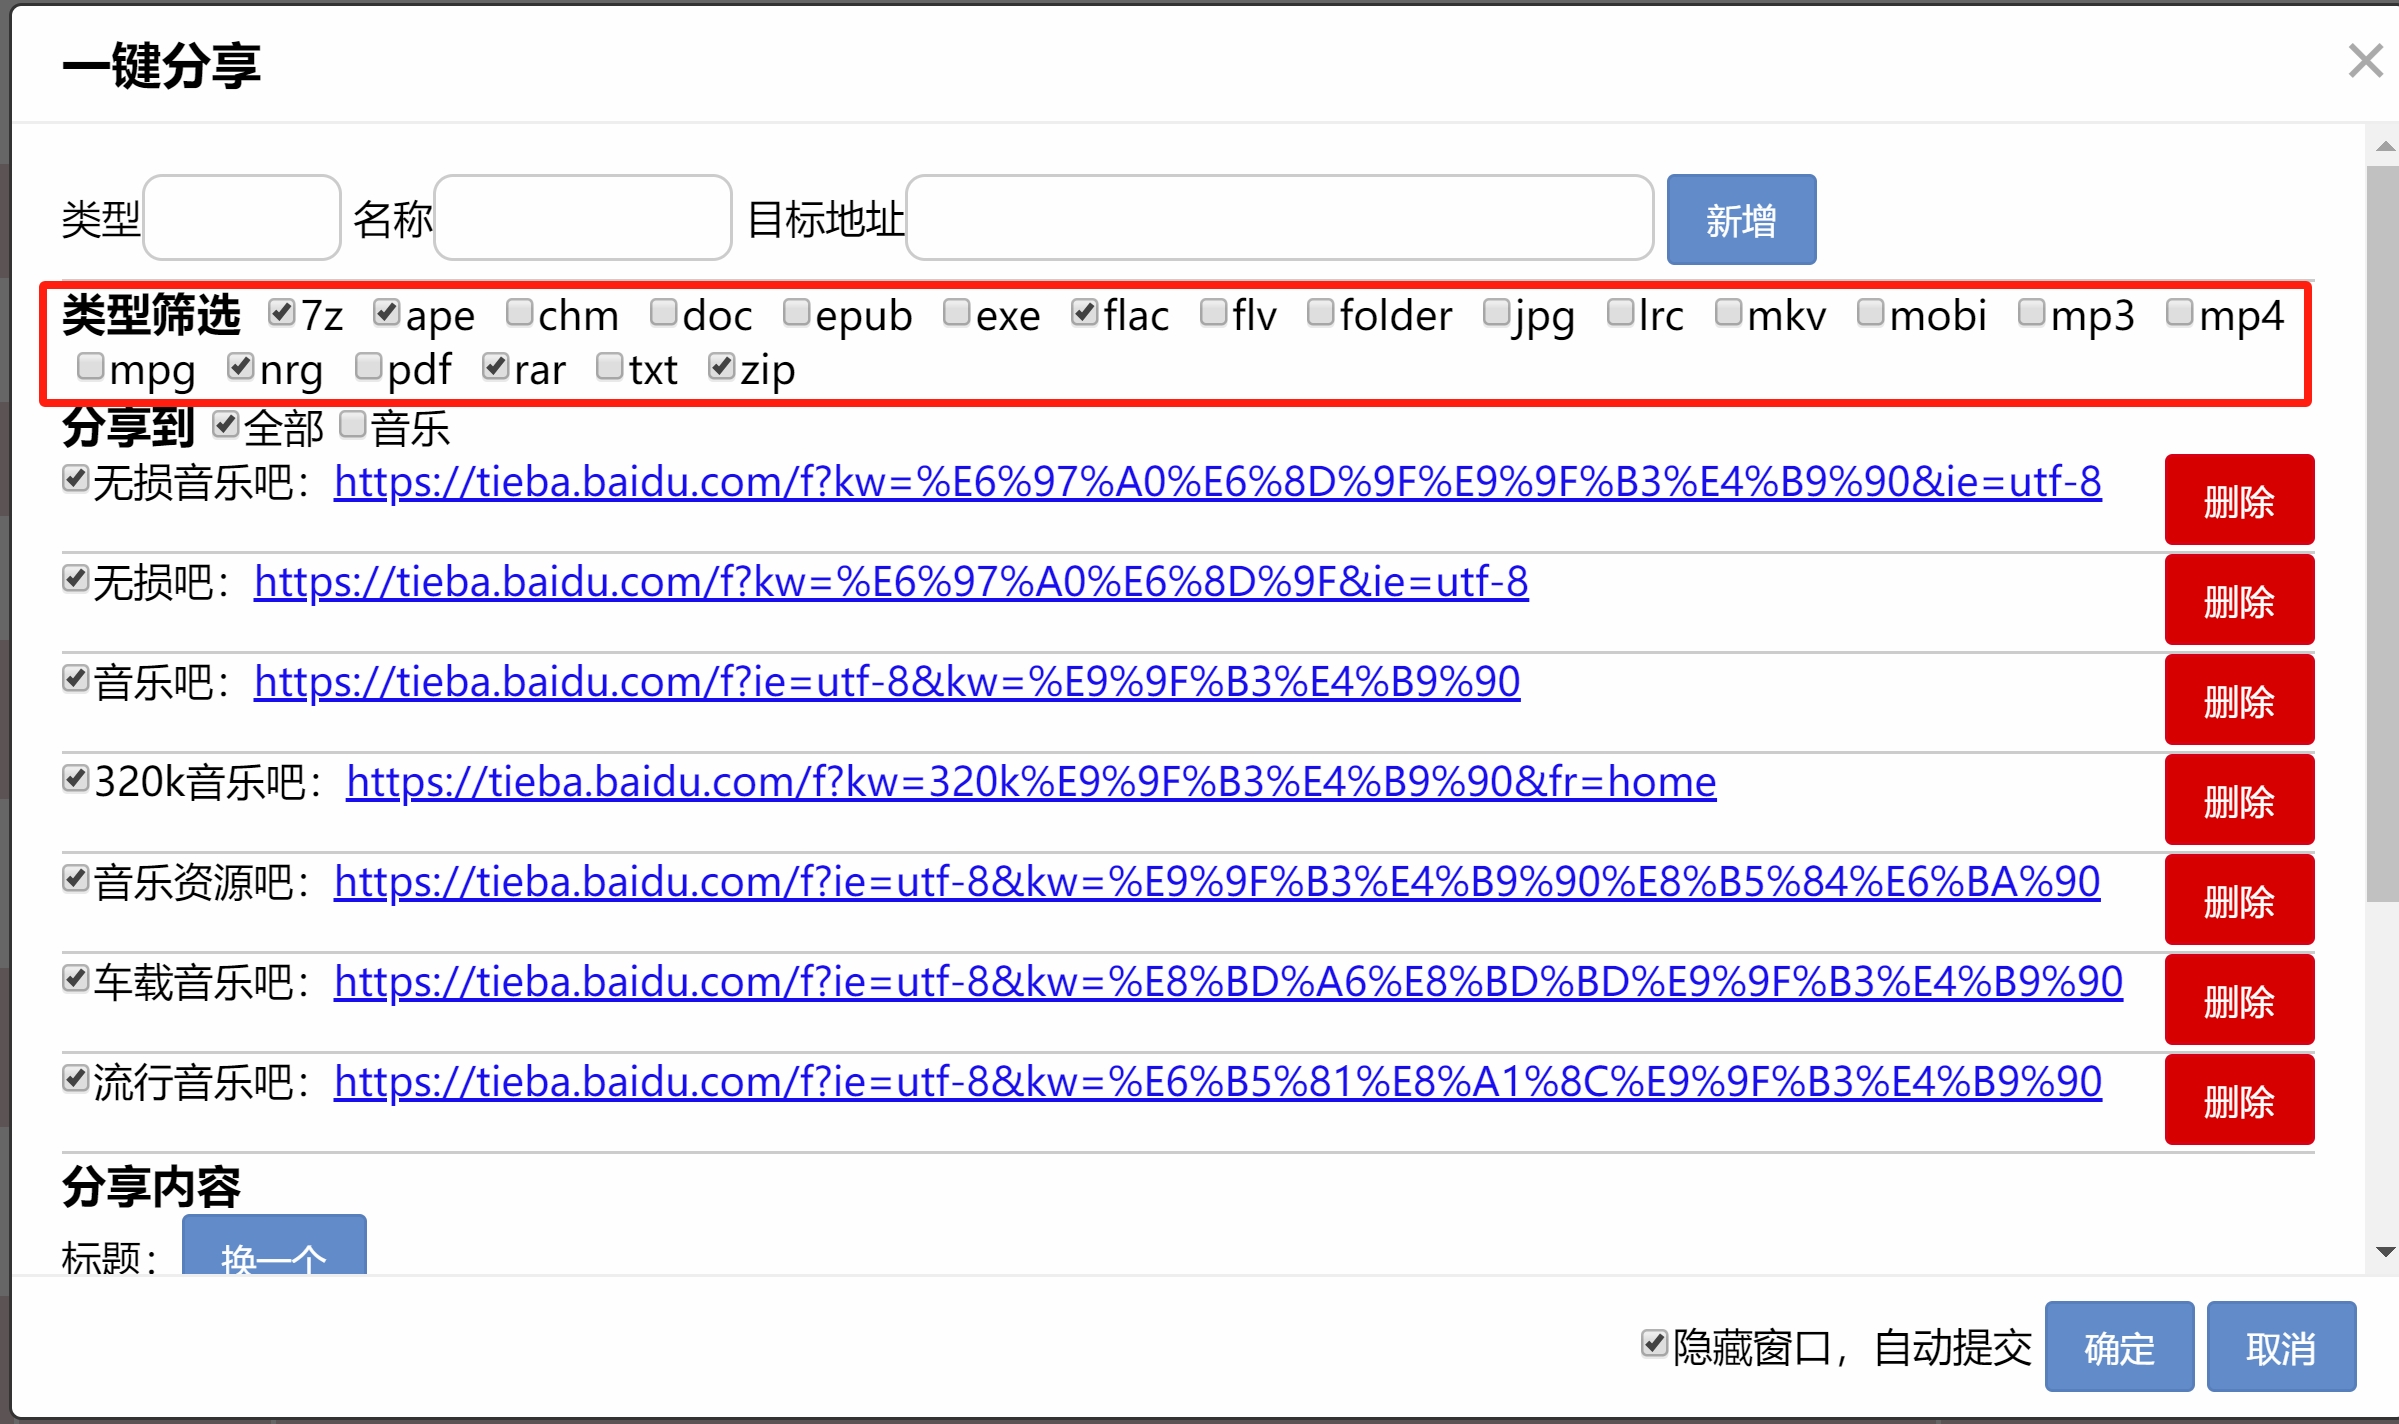 一键分享
类型 名称 目标地址 新增
类型筛选 7z ape chm doc epub exe flac flv folder jpg lrc mkv mobi mp3 mp4
mpg nrg pdf rar txt zip
分享到 全部 音乐
无损音乐吧：https://tieba.baidu.com/f?kw=%E6%97%A0%E6%8D%9F%E9%9F%B3%E4%B9%90&ie=utf-8 删除
无损吧：https://tieba.baidu.com/f?kw=%E6%97%A0%E6%8D%9F&ie=utf-8 删除
音乐吧：https://tieba.baidu.com/f?ie=utf-8&kw=%E9%9F%B3%E4%B9%90 删除
320k音乐吧：https://tieba.baidu.com/f?kw=320k%E9%9F%B3%E4%B9%90&fr=home 删除
音乐资源吧：https://tieba.baidu.com/f?ie=utf-8&kw=%E9%9F%B3%E4%B9%90%E8%B5%84%E6%BA%90 删除
车载音乐吧：https://tieba.baidu.com/f?ie=utf-8&kw=%E8%BD%A6%E8%BD%BD%E9%9F%B3%E4%B9%90 删除
流行音乐吧：https://tieba.baidu.com/f?ie=utf-8&kw=%E6%B5%81%E8%A1%8C%E9%9F%B3%E4%B9%90 删除
分享内容
标题：换一个
隐藏窗口，自动提交 确定 取消